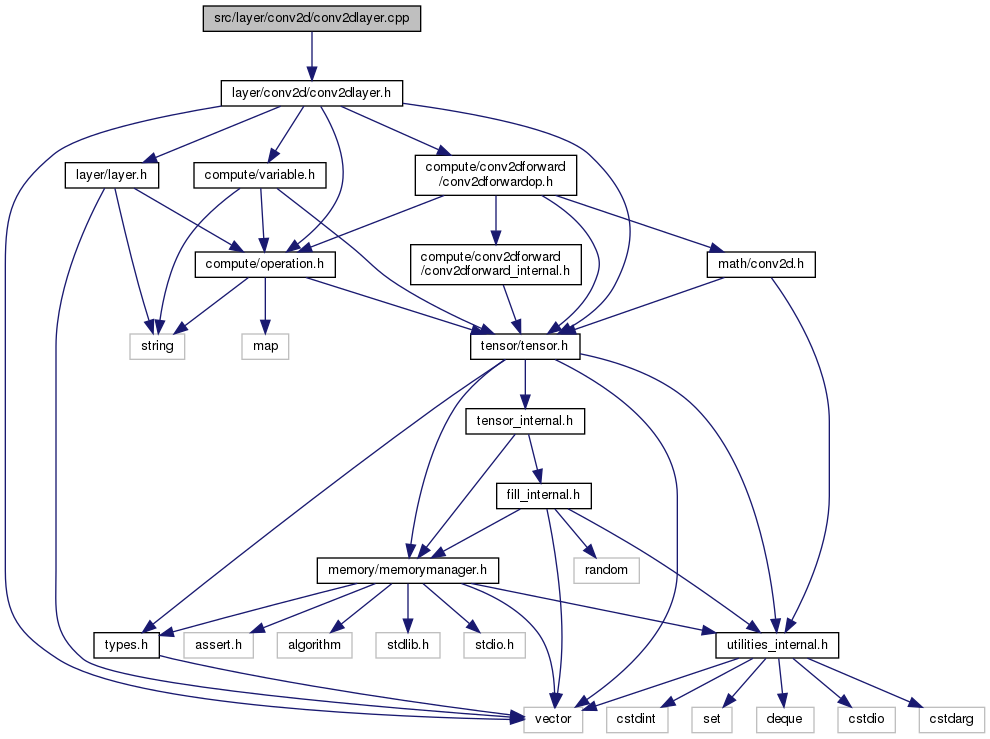 src/layer/conv2d/conv2dlayer.cpp
layer/conv2d/conv2dlayer.h
layer/layer.h
compute/variable.h
compute/conv2dforward
/conv2dforwardop.h
compute/operation.h
compute/conv2dforward
/conv2dforward_internal.h
math/conv2d.h
string
map
tensor/tensor.h
tensor_internal.h
fill_internal.h
memory/memorymanager.h
random
types.h
assert.h
algorithm
stdlib.h
stdio.h
utilities_internal.h
vector
cstdint
set
deque
cstdio
cstdarg